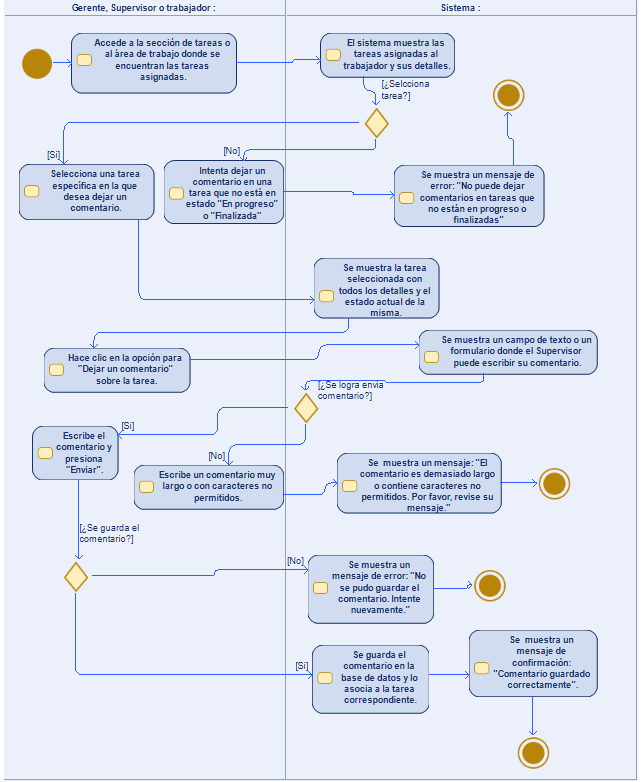 Gerente, Supervisor o trabajador :
Sistema :
Accede a la sección de tareas o
al área de trabajo donde se
encuentran las tareas
asignadas.
El sistema muestra las
tareas asignadas al
trabajador y sus detalles.
[¿Selcciona
tarea?]
[Si]
[No]
Selecciona una tarea
específica en la que
desea dejar un
comentario.
Intenta dejar un
comentario en una
tarea que no está en
estado "En progreso"
o "Finalizada"
Se muestra un mensaje de
error: "No puede dejar
comentarios en tareas que
no están en progreso o
finalizadas"
Se muestra la tarea
seleccionada con
todos los detalles y el
estado actual de la
misma.
Hace clic en la opción para
"Dejar un comentario"
sobre la tarea.
Se muestra un campo de texto o un
formulario donde el Supervisor
puede escribir su comentario.
[¿Se logra envia
comentario?]
[Si]
[No]
Escribe el
comentario y
presiona
"Enviar".
Escribe un comentario muy
largo o con caracteres no
permitidos.
Se muestra un mensaje: "El
comentario es demasiado largo
o contiene caracteres no
permitidos. Por favor, revise su
mensaje."
[¿Se guarda el
comentario?]
[No]
Se muestra un
mensaje de error: "No
se pudo guardar el
comentario. Intente
nuevamente."
[Si]
Se guarda el
comentario en la
base de datos y lo
asocia a la tarea
correspondiente.
Se muestra un
mensaje de
confirmación:
"Comentario guardado
correctamente".